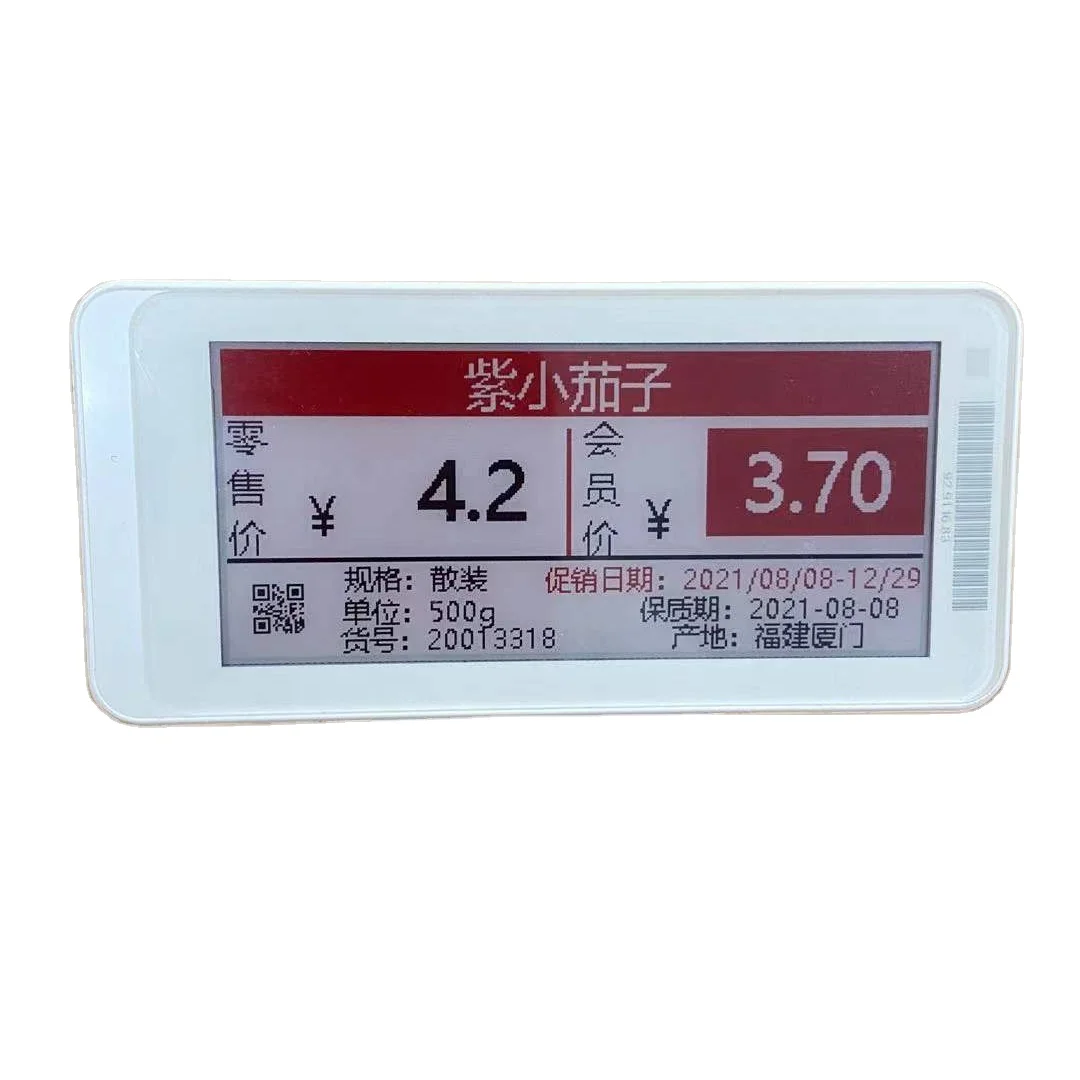 紫小茄子
零售价 ¥ 4.2
会员价 ¥ 3.70
规格：散装
促销日期：2021/08/08-12/29
单位：500g
保质期：2021-08-08
货号：20013318
产地：福建厦门